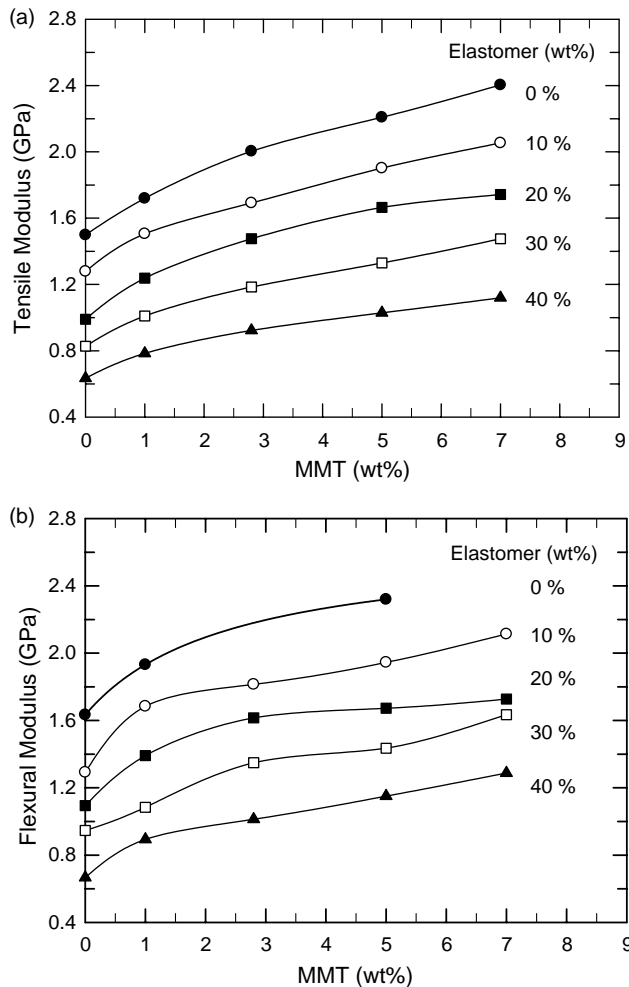 (a)
2.8
2.4
2.0
1.6
1.2
0.8
0.4
Tensile Modulus (GPa)
Elastomer (wt%)
0 %
10 %
20 %
30 %
40 %
0 1 2 3 4 5 6 7 8 9
MMT (wt%)
(b)
2.8
2.4
2.0
1.6
1.2
0.8
0.4
Flexural Modulus (GPa)
Elastomer (wt%)
0 %
10 %
20 %
30 %
40 %
0 1 2 3 4 5 6 7 8 9
MMT (wt%)